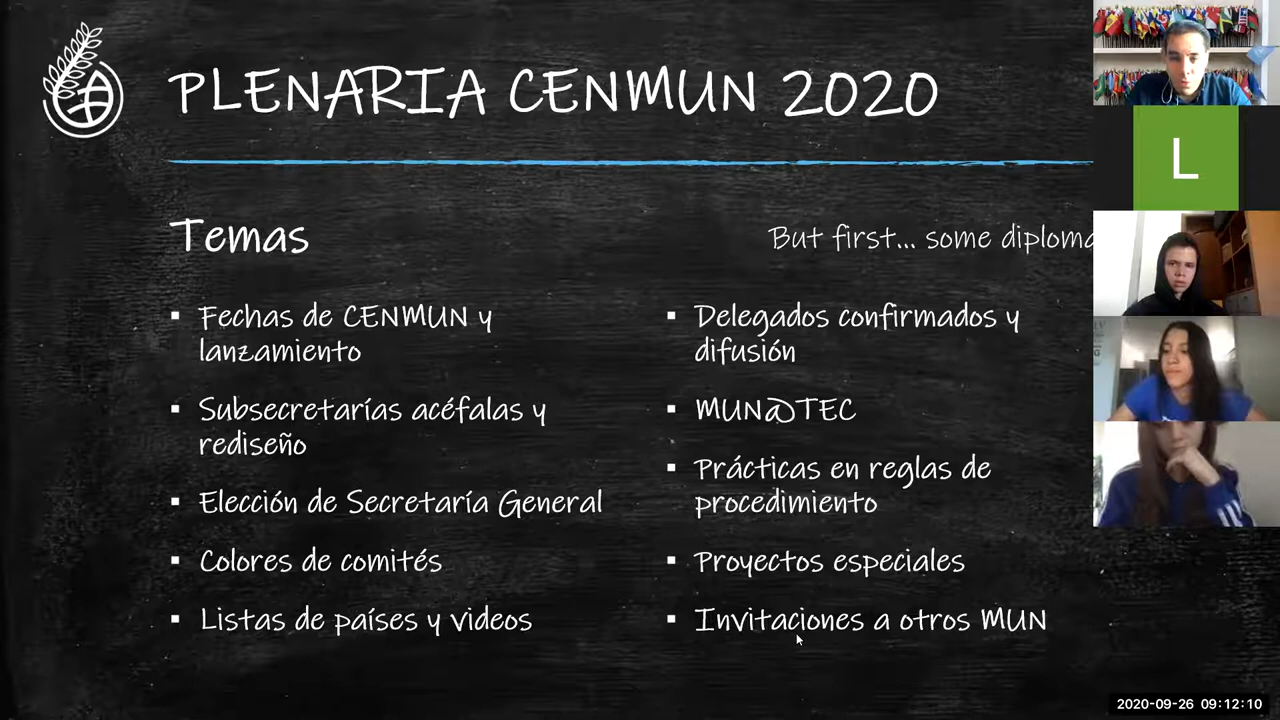 PLENARIA CENMUN 2020
Temas
But first... some diploma
▪ Fechas de CENMUN y
lanzamiento
▪ Subsecretarías acéfalas y
rediseño
▪ Elección de Secretaría General
▪ Colores de comités
▪ Listas de países y videos
▪ Delegados confirmados y
difusión
▪ MUN@TEC
▪ Prácticas en reglas de
procedimiento
▪ Proyectos especiales
▪ Invitaciones a otros MUN
L
2020-09-26 09:12:10